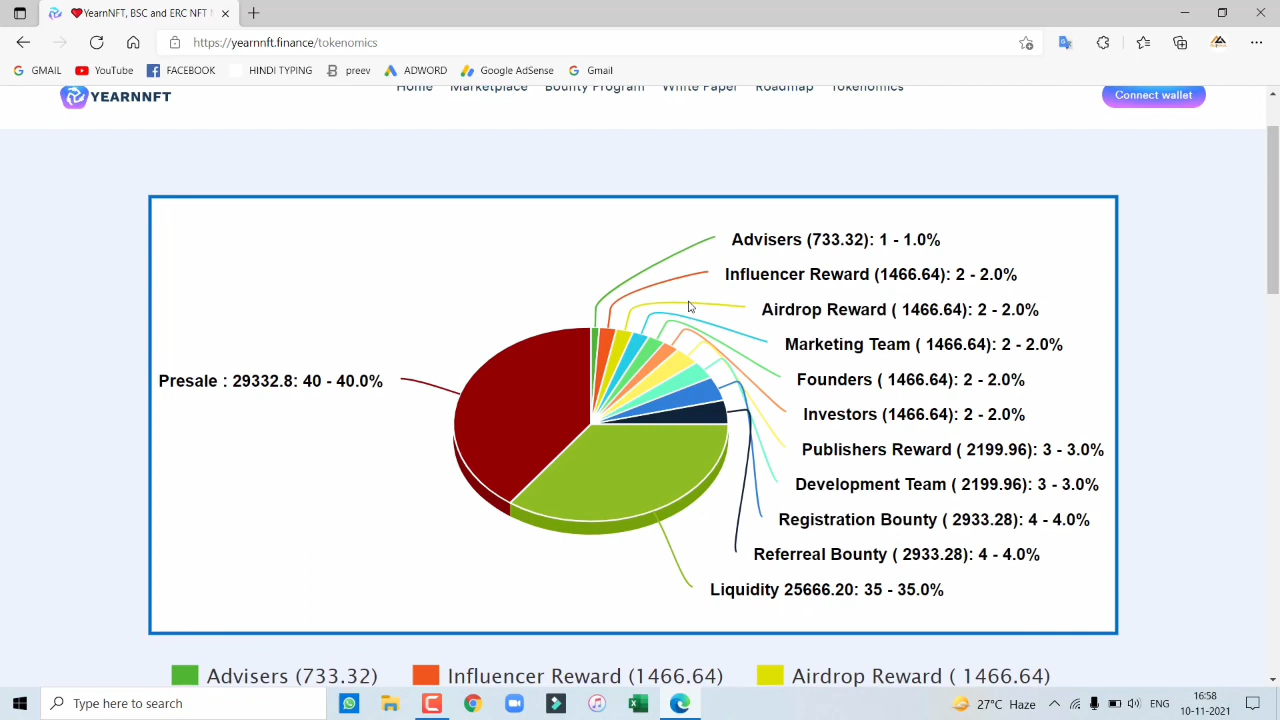 YearnNFT, BSC and ERC NFT
https://yearnnft.finance/tokenomics
GMAIL
YouTube
FACEBOOK
HINDI TYPING
preev
ADWORD
Google AdSense
Gmail
YEARNNFT
Home
Marketplace
Bounty Program
White Paper
Roadmap
Tokenomics
Connect wallet
Advisers (733.32): 1 - 1.0%
Influencer Reward (1466.64): 2 - 2.0%
Airdrop Reward ( 1466.64): 2 - 2.0%
Marketing Team ( 1466.64): 2 - 2.0%
Presale : 29332.8: 40 - 40.0%
Founders ( 1466.64): 2 - 2.0%
Investors (1466.64): 2 - 2.0%
Publishers Reward ( 2199.96): 3 - 3.0%
Development Team ( 2199.96): 3 - 3.0%
Registration Bounty ( 2933.28): 4 - 4.0%
Referreal Bounty ( 2933.28): 4 - 4.0%
Liquidity 25666.20: 35 - 35.0%
Advisers (733.32)
Influencer Reward (1466.64)
Airdrop Reward ( 1466.64)
Type here to search
27°C Haze
ENG
16:58
10-11-2021